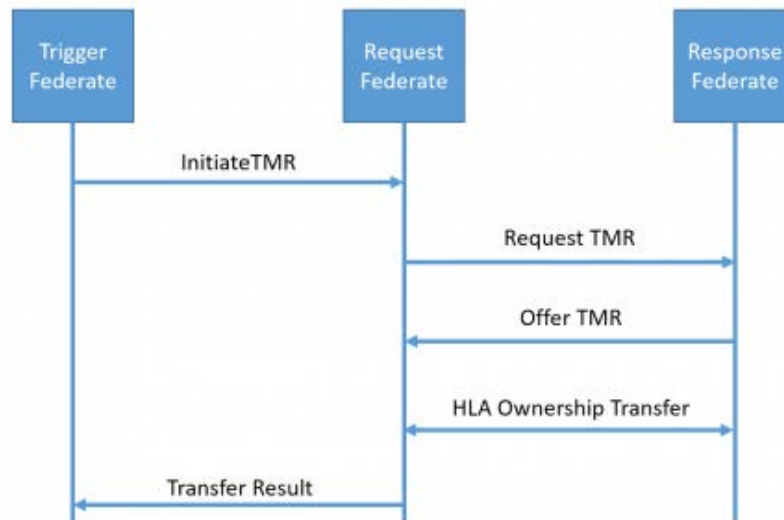 Trigger
Federate
Request
Federate
Response
Federate
InitiateTMR
Request TMR
Offer TMR
HLA Ownership Transfer
Transfer Result